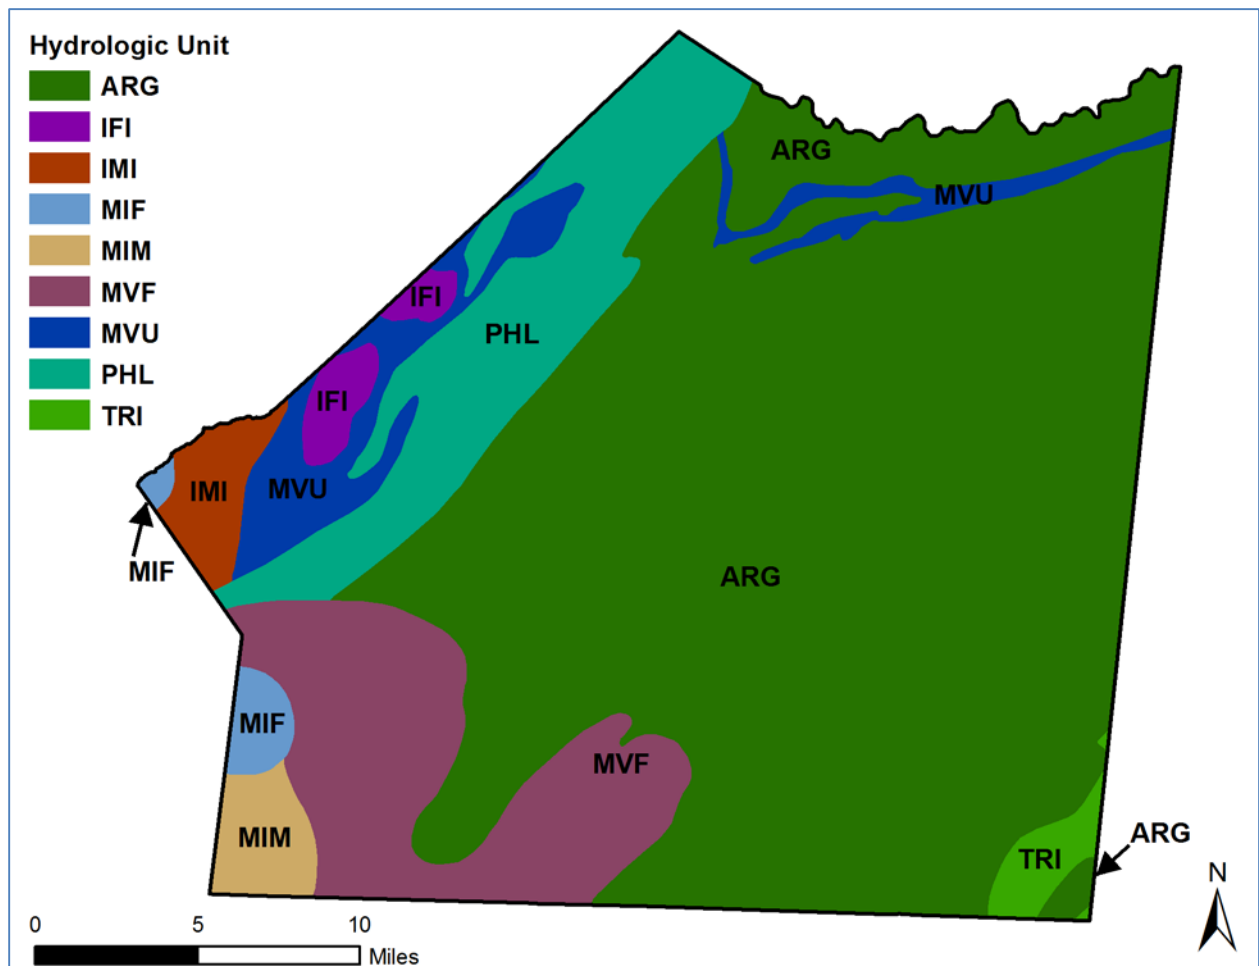 Hydrologic Unit
ARG
IFI
IMI
MIF
MIM
MVF
MVU
PHL
TRI
ARG
MVU
IFI
PHL
IFI
IMI
MVU
MIF
ARG
MIF
MVF
MIM
ARG
TRI
N
0 5 10
Miles